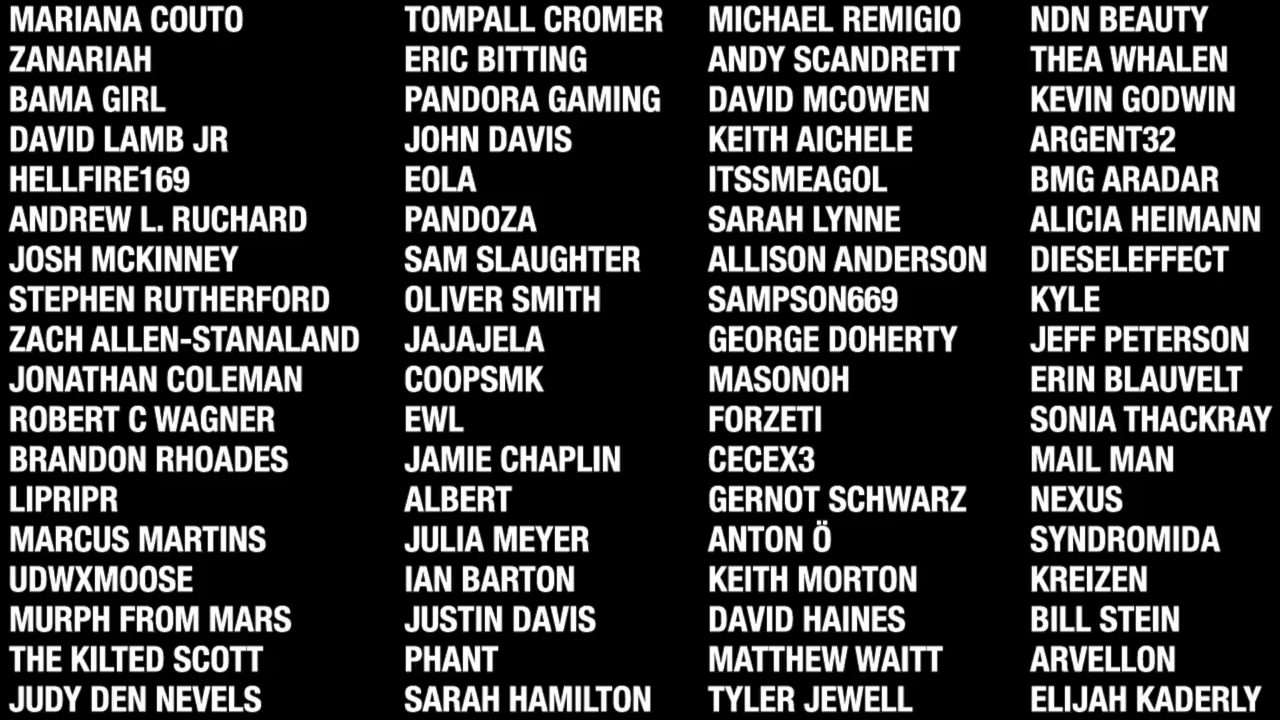 MARIANA COUTO
ZANARIAH
BAMA GIRL
DAVID LAMB JR
HELLFIRE169
ANDREW L. RUCHARD
JOSH MCKINNEY
STEPHEN RUTHERFORD
ZACH ALLEN-STANALAND
JONATHAN COLEMAN
ROBERT C WAGNER
BRANDON RHOADES
LIPRIPR
MARCUS MARTINS
UDWXMOOSE
MURPH FROM MARS
THE KILTED SCOTT
JUDY DEN NEVELS
TOMPALL CROMER
ERIC BITTING
PANDORA GAMING
JOHN DAVIS
EOLA
PANDOZA
SAM SLAUGHTER
OLIVER SMITH
JAJAJELA
COOPSMK
EWL
JAMIE CHAPLIN
ALBERT
JULIA MEYER
IAN BARTON
JUSTIN DAVIS
PHANT
SARAH HAMILTON
MICHAEL REMIGIO
ANDY SCANDRETT
DAVID MCOWEN
KEITH AICHELE
ITSSMEAGOL
SARAH LYNNE
ALLISON ANDERSON
SAMPSON669
GEORGE DOHERTY
MASONOH
FORZETI
CECEX3
GERNOT SCHWARZ
ANTON Ö
KEITH MORTON
DAVID HAINES
MATTHEW WAITT
TYLER JEWELL
NDN BEAUTY
THEA WHALEN
KEVIN GODWIN
ARGENT32
BMG ARADAR
ALICIA HEIMANN
DIESELEFFECT
KYLE
JEFF PETERSON
ERIN BLAUVELT
SONIA THACKRAY
MAIL MAN
NEXUS
SYNDROMIDA
KREIZEN
BILL STEIN
ARVELLON
ELIJAH KADERLY